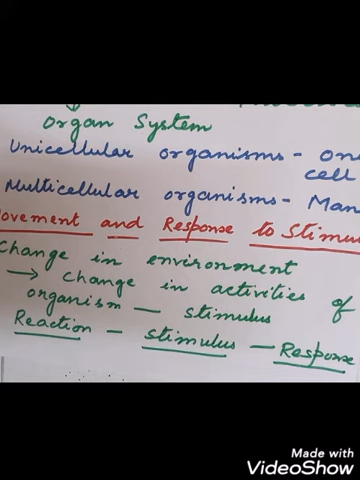 Organ System
Unicellular organisms - on
cell
Multicellular organisms - Man
ovement and Response to Stimu
Change in environment
→ Change in activities of
organism - stimulus
Reaction - stimulus - Response
Made with
VideoShow